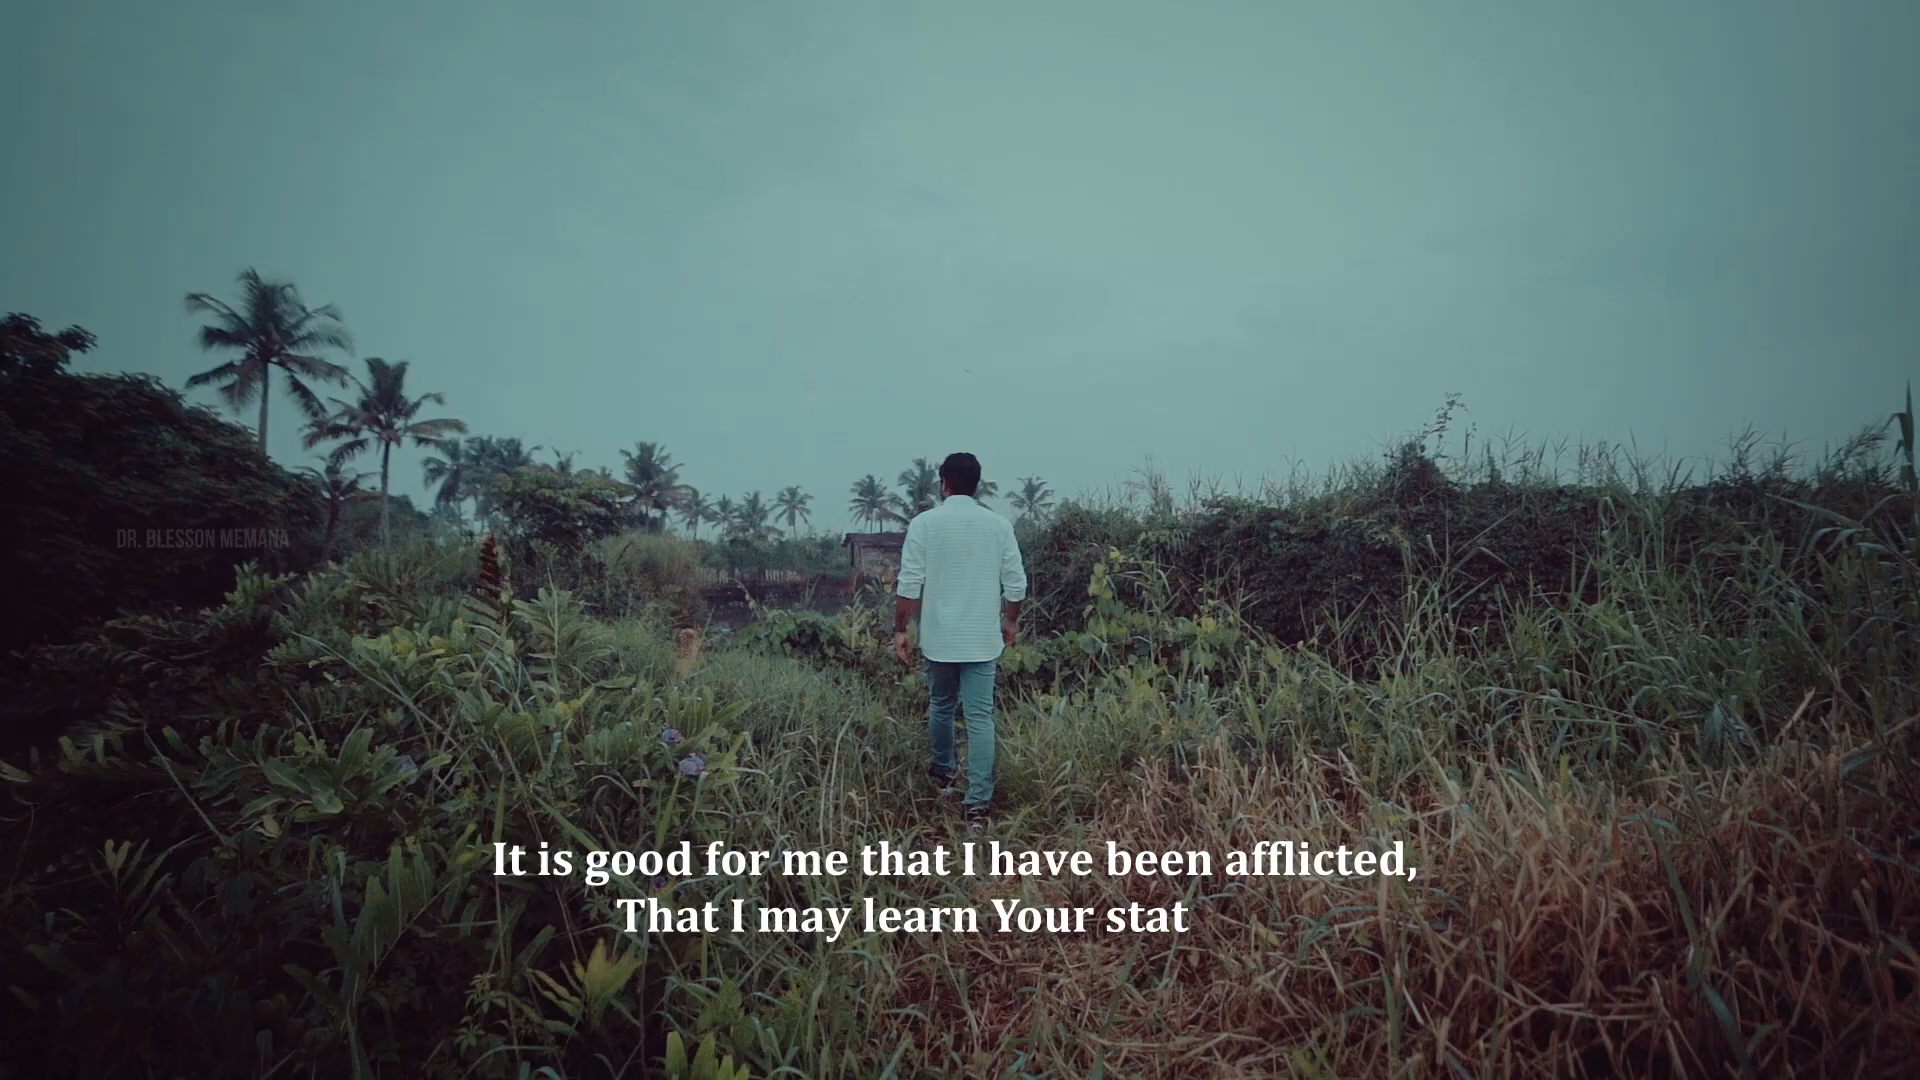 DR. BLESSON MEMANA
It is good for me that I have been afflicted,
That I may learn Your stat